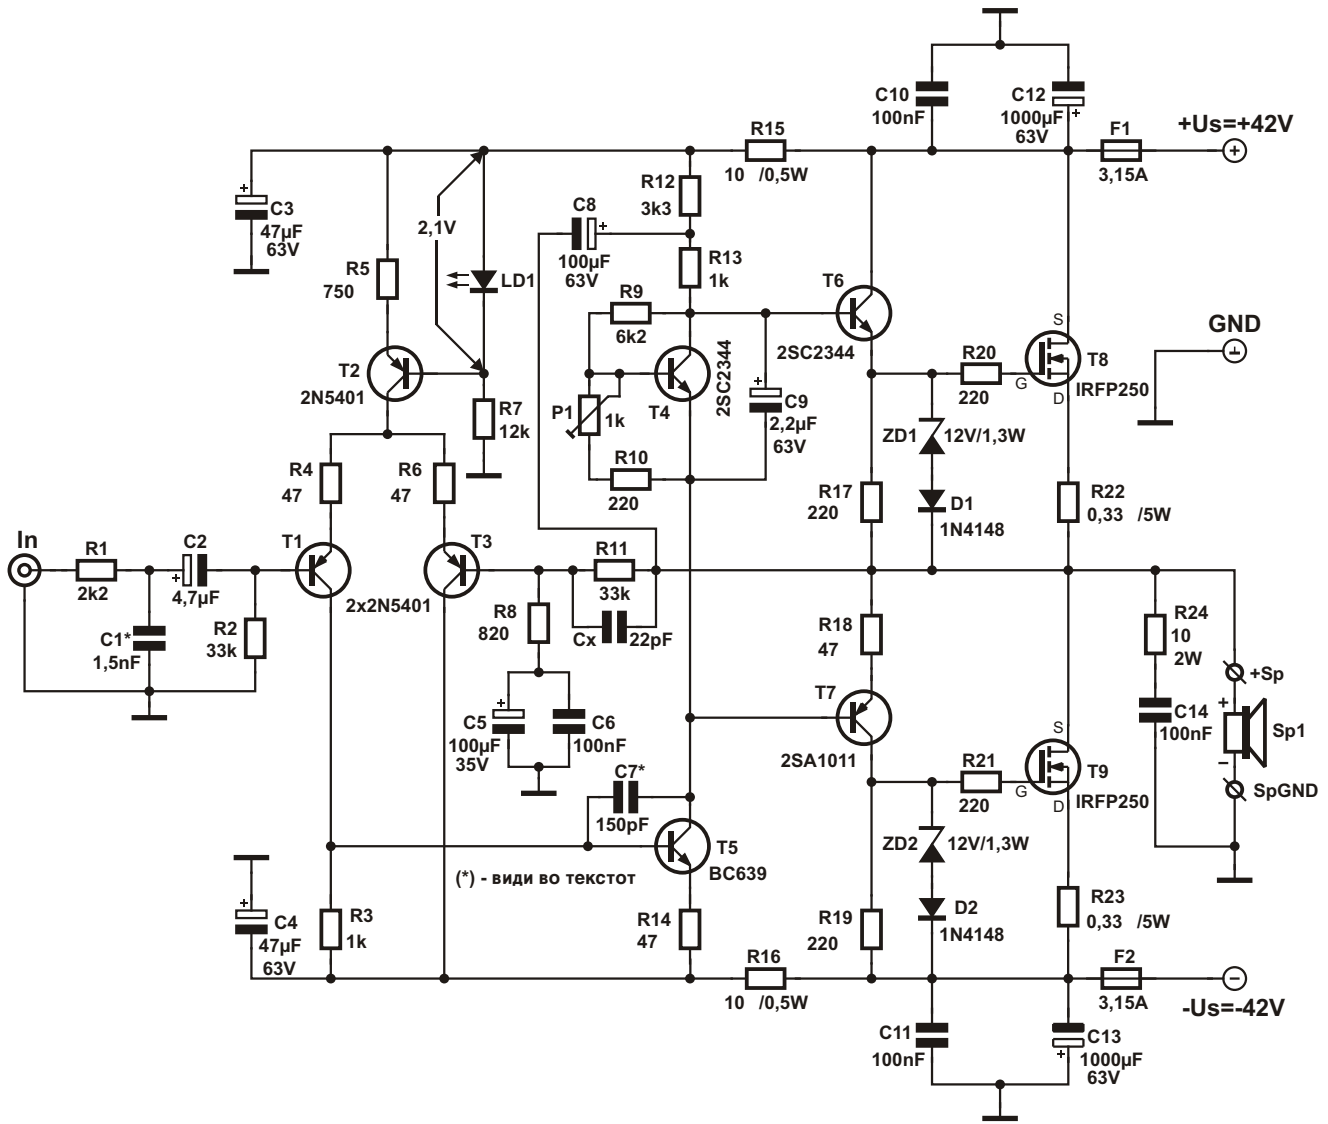 C10
100nF
C12
1000µF
63V
R15
10 /0,5W
F1
3,15A
+Us=+42V
+
C3
47µF
63V
+
2,1V
R12
3k3
C8
100µF
63V
+
R13
1k
R5
750
LD1
R9
6k2
T6
2SC2344
GND
S
T8
G
IRFP250
D
R20
220
T2
2N5401
R7
12k
P1
1k
T4
2SC2344
+
C9
2,2µF
63V
ZD1
12V/1,3W
R4
47
R6
47
R10
220
R17
220
D1
1N4148
R22
0,33 /5W
In
R1
2k2
C2
+
4,7µF
T1
T3
2x2N5401
R11
33k
C1*
1,5nF
R2
33k
R8
820
Cx
22pF
R18
47
R24
10
2W
+Sp
+
C5
100µF
35V
C6
100nF
T7
2SA1011
S
T9
G
IRFP250
D
C14
100nF
+
Sp1
–
SpGND
R21
220
C7*
150pF
T5
BC639
ZD2
12V/1,3W
(*) - види во текстот
+
C4
47µF
63V
R3
1k
R14
47
R19
220
D2
1N4148
R23
0,33 /5W
R16
10 /0,5W
F2
3,15A
-Us=-42V
C11
100nF
+
C13
1000µF
63V